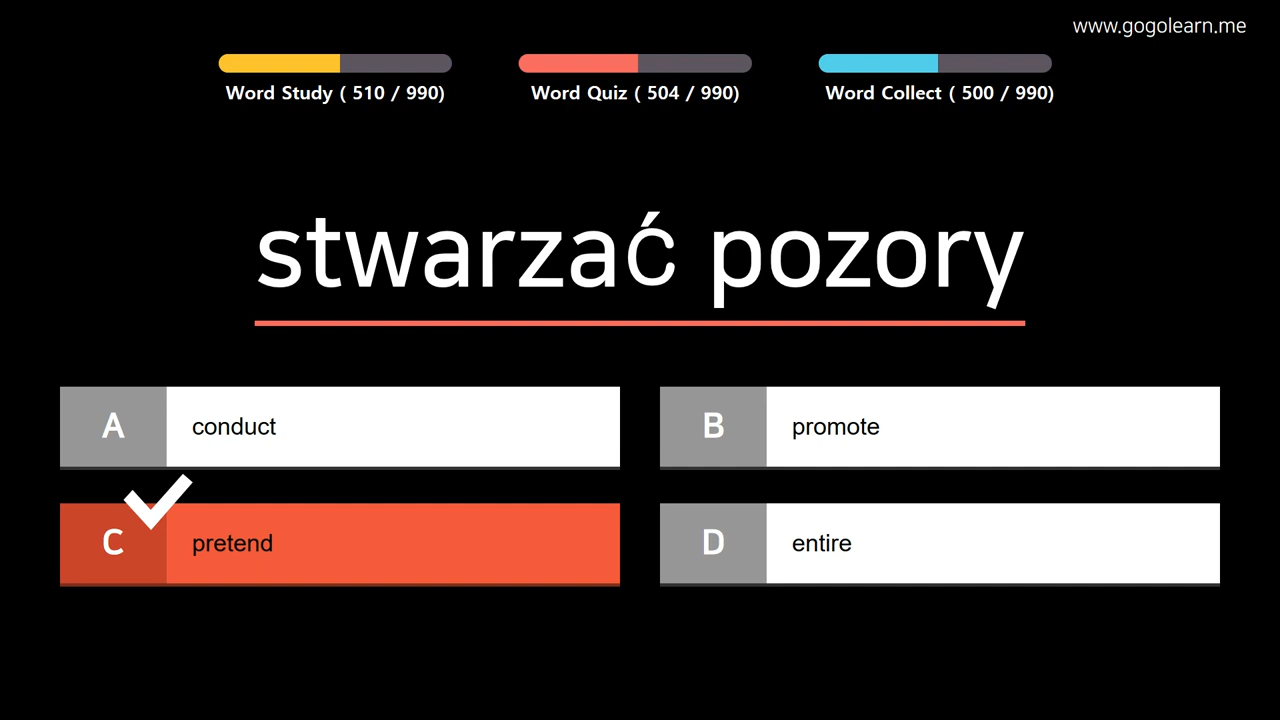 www.gogolearn.me
Word Study ( 510 / 990)
Word Quiz ( 504 / 990)
Word Collect ( 500 / 990)
stwarzać pozory
A conduct
B promote
C pretend
D entire